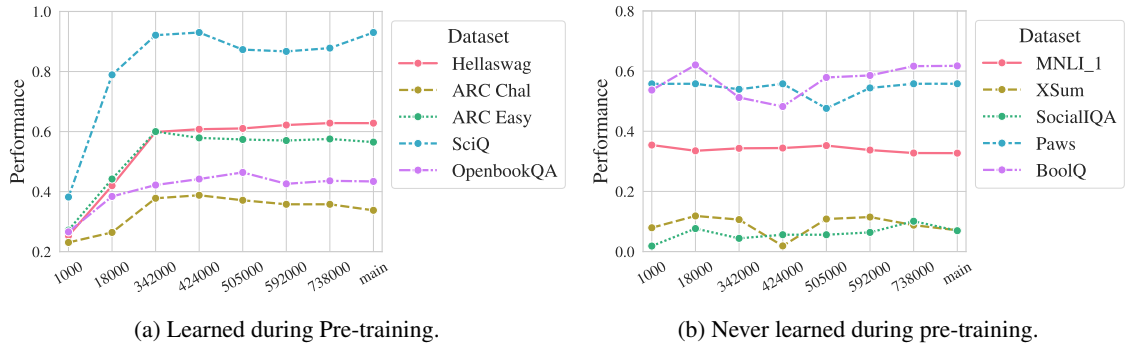 1.0
0.8
0.6
0.4
0.2
Performance
1000
18000
342000
424000
505000
592000
738000
main
Dataset
Hellaswag
ARC Chal
ARC Easy
SciQ
OpenbookQA
(a) Learned during Pre-training.
0.8
0.6
0.4
0.2
0.0
Performance
1000
18000
342000
424000
505000
592000
738000
main
Dataset
MNLI_1
XSum
SocialIQA
Paws
BoolQ
(b) Never learned during pre-training.